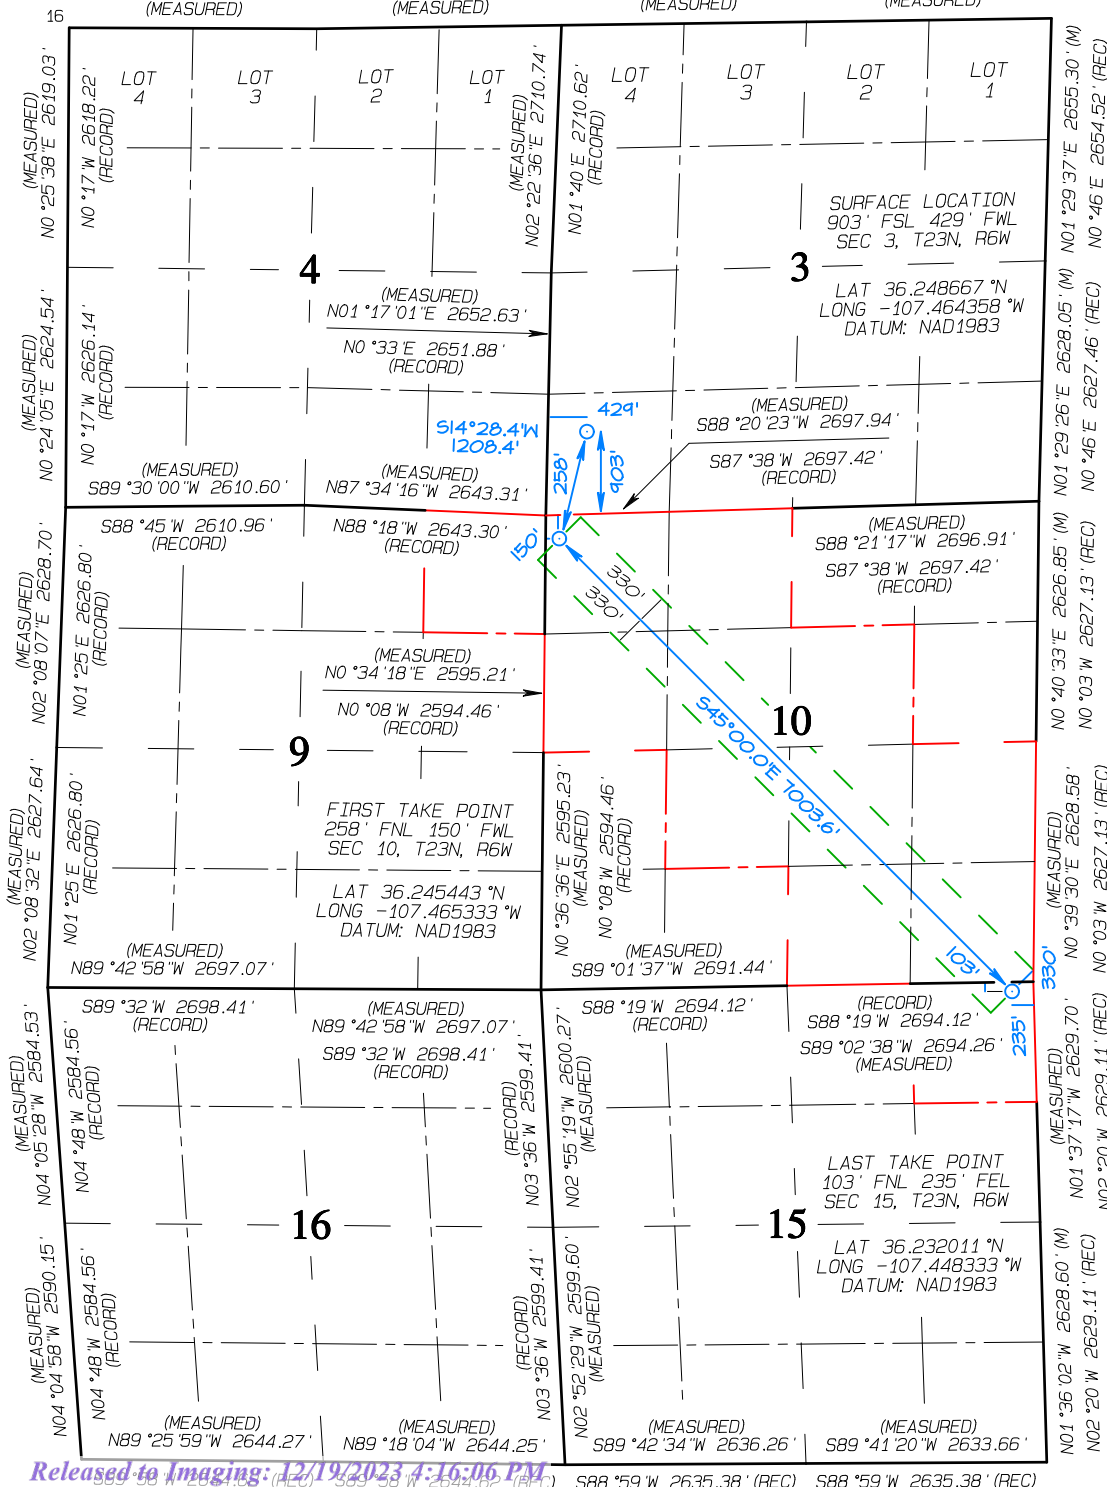 (MEASURED)
(MEASURED)
(MEASURED)
(MEASURED)
16
LOT
4
LOT
3
LOT
2
LOT
1
LOT
4
LOT
3
LOT
2
LOT
1
(MEASURED)
N0°25'38"E 2619.03'
N0°17'W 2618.22'
(RECORD)
(MEASURED)
N02°22'36"E 2710.74'
N01°40'E 2710.62'
(RECORD)
N01°29'37"E 2655.30' (M)
N0°46'E 2654.52' (REC)
SURFACE LOCATION
903' FSL 429' FWL
SEC 3, T23N, R6W
4
3
LAT 36.248667°N
LONG -107.464358°W
DATUM: NAD1983
(MEASURED)
N01°17'01"E 2652.63'
N0°33'E 2651.88'
(RECORD)
(MEASURED)
N0°24'05"E 2624.54'
N0°17'W 2626.14'
(RECORD)
N01°29'26"E 2628.05' (M)
N0°46'E 2627.46' (REC)
429'
S14°28.4'W
1208.4'
258'
903'
(MEASURED)
S88°20'23"W 2697.94'
S87°38'W 2697.42'
(RECORD)
(MEASURED)
S89°30'00"W 2610.60'
(MEASURED)
N87°34'16"W 2643.31'
S88°45'W 2610.96'
(RECORD)
N88°18'W 2643.30'
(RECORD)
150'
(MEASURED)
S88°21'17"W 2696.91'
S87°38'W 2697.42'
(RECORD)
330'
330'
(MEASURED)
N02°08'07"E 2628.70'
N01°25'E 2626.80'
(RECORD)
N0°40'33"E 2626.85' (M)
N0°03'W 2627.13' (REC)
(MEASURED)
N0°34'18"E 2595.21'
N0°08'W 2594.46'
(RECORD)
S45°00.0'E 7003.6'
9
10
FIRST TAKE POINT
258' FNL 150' FWL
SEC 10, T23N, R6W
LAT 36.245443°N
LONG -107.465333°W
DATUM: NAD1983
(MEASURED)
N02°08'32"E 2627.64'
N01°25'E 2626.80'
(RECORD)
N0°36'36"E 2595.23'
(MEASURED)
N0°08'W 2594.46'
(RECORD)
(MEASURED)
N0°39'30"E 2628.58'
N0°03'W 2627.13' (REC)
(MEASURED)
N89°42'58"W 2697.07'
(MEASURED)
S89°01'37"W 2691.44'
103'
330'
235'
S89°32'W 2698.41'
(RECORD)
(MEASURED)
N89°42'58"W 2697.07'
S89°32'W 2698.41'
(RECORD)
S88°19'W 2694.12'
(RECORD)
(RECORD)
S88°19'W 2694.12'
S89°02'38"W 2694.26'
(MEASURED)
(MEASURED)
N04°05'28"W 2584.53'
N04°48'W 2584.56'
(RECORD)
(RECORD)
N03°36'W 2599.41'
N02°55'19"W 2600.27'
(MEASURED)
(MEASURED)
N01°37'17"W 2629.70'
N02°20'W 2629.11' (REC)
LAST TAKE POINT
103' FNL 235' FEL
SEC 15, T23N, R6W
16
15
LAT 36.232011°N
LONG -107.448333°W
DATUM: NAD1983
(MEASURED)
N04°04'58"W 2590.15'
N04°48'W 2584.56'
(RECORD)
(RECORD)
N03°36'W 2599.41'
N02°52'29"W 2599.60'
(MEASURED)
N01°36'02"W 2628.60' (M)
N02°20'W 2629.11' (REC)
(MEASURED)
N89°25'59"W 2644.27'
(MEASURED)
N89°18'04"W 2644.25'
(MEASURED)
S89°42'34"W 2636.26'
(MEASURED)
S89°41'20"W 2633.66'
Released to Imaging: 12/19/2023 4:16:06 PM
S88°59'W 2635.38' (REC)
S88°59'W 2635.38' (REC)